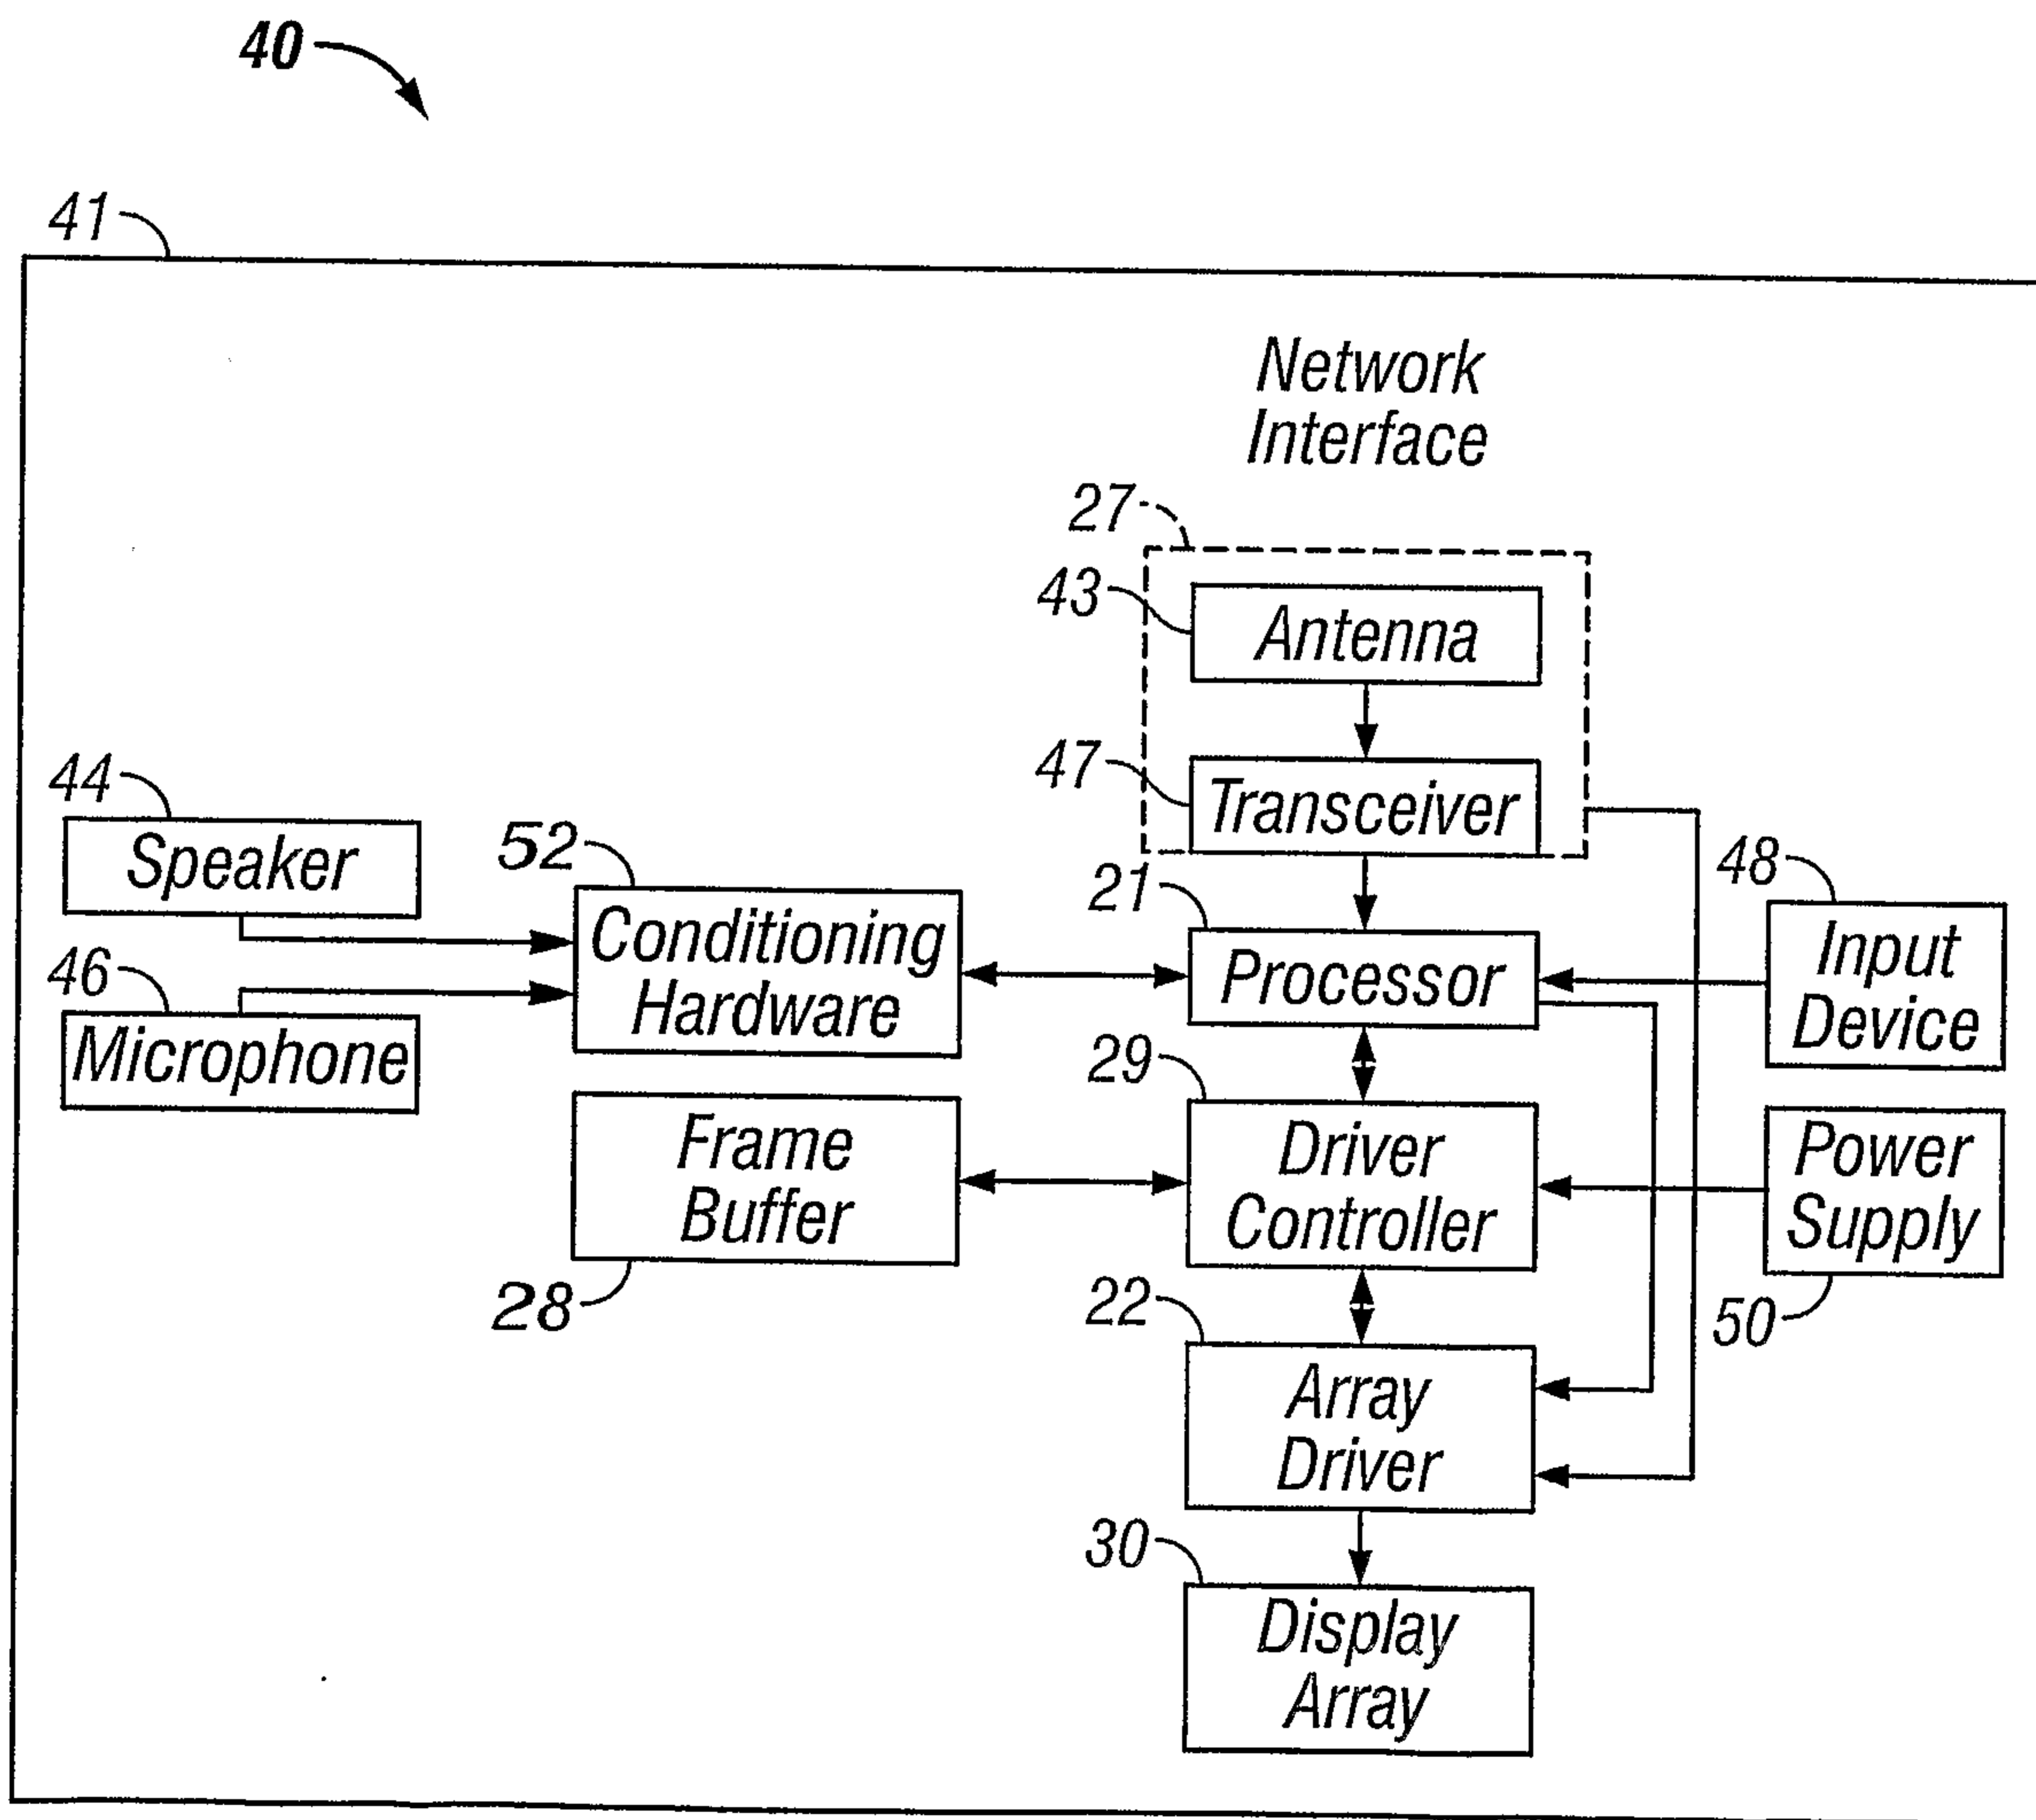 40
41
Network
Interface
27
43
Antenna
47
Transceiver
44
Speaker
52
Conditioning
Hardware
21
Processor
48
Input
Device
46
Microphone
29
Driver
Controller
Frame
Buffer
28
Power
Supply
50
22
Array
Driver
30
Display
Array